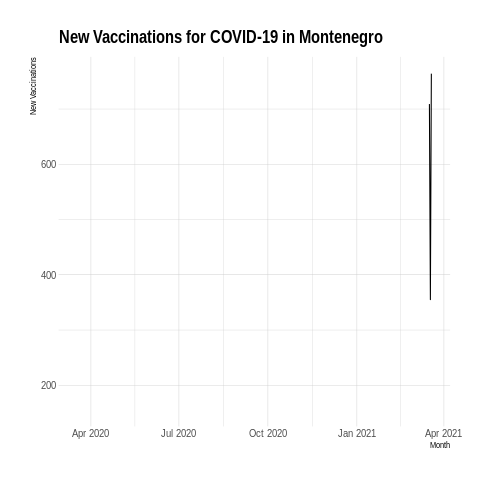 New Vaccinations for COVID-19 in Montenegro
New Vaccinations
600
400
200
Apr 2020 Jul 2020 Oct 2020 Jan 2021 Apr 2021
Month